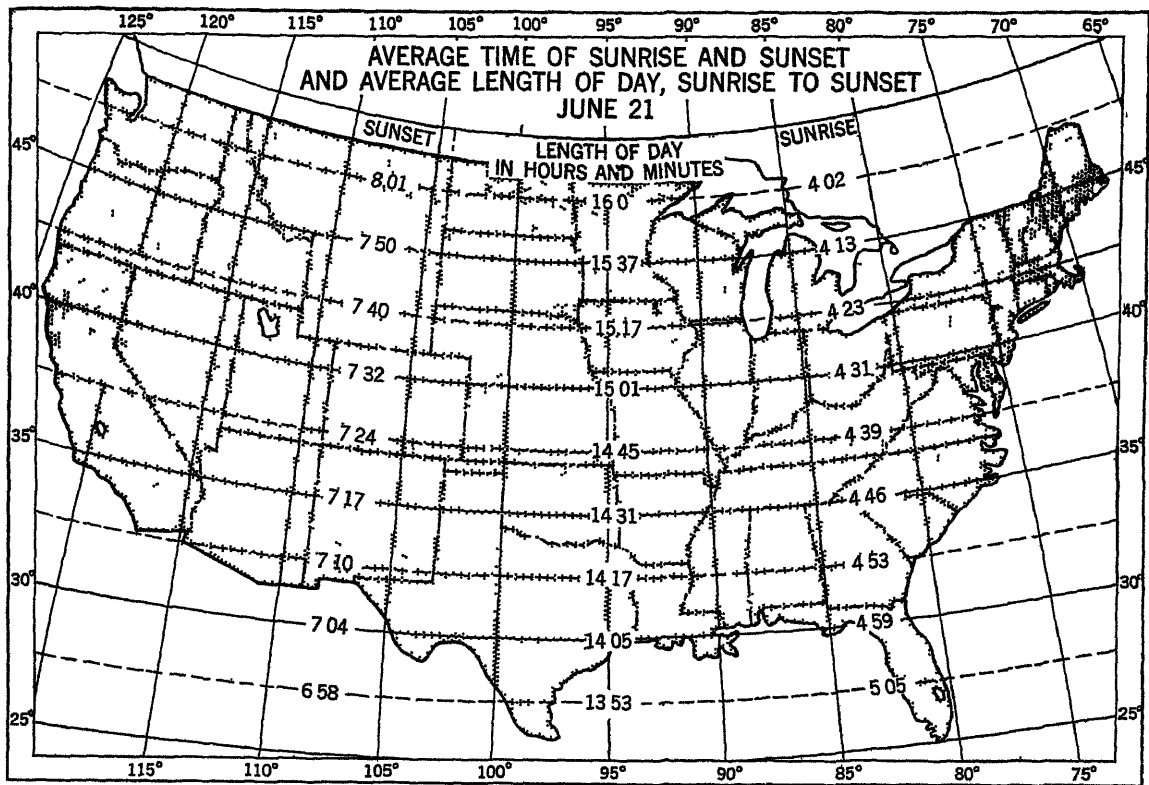 125° 120° 115° 110° 105° 100° 95° 90° 85° 80° 75° 70° 65°
AVERAGE TIME OF SUNRISE AND SUNSET
AND AVERAGE LENGTH OF DAY, SUNRISE TO SUNSET
JUNE 21
SUNSET SUNRISE
LENGTH OF DAY
IN HOURS AND MINUTES
45° 45°
8 01 16 0 4 02
7 50 15 37 4 13
40° 40°
7 40 15 17 4 23
7 32 15 01 4 31
35° 35°
7 24 14 45 4 39
7 17 14 31 4 46
30° 30°
7 10 14 17 4 53
7 04 14 05 4 59
25° 25°
6 58 13 53 5 05
115° 110° 105° 100° 95° 90° 85° 80° 75°